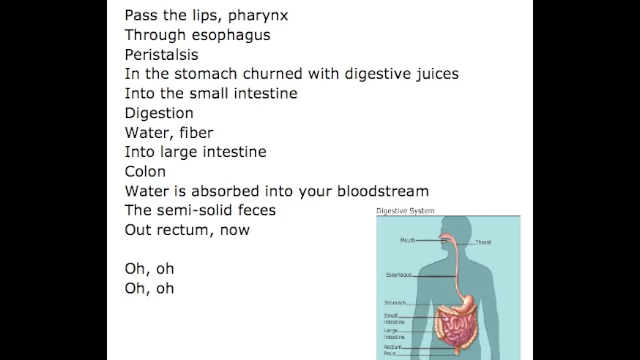 Pass the lips, pharynx
Through esophagus
Peristalsis
In the stomach churned with digestive juices
Into the small intestine
Digestion
Water, fiber
Into large intestine
Colon
Water is absorbed into your bloodstream
The semi-solid feces
Out rectum, now
Oh, oh
Oh, oh
Digestive System
Mouth
Throat
Esophagus
Stomach
Small
Intestine
Large
Intestine
Rectum
Anus